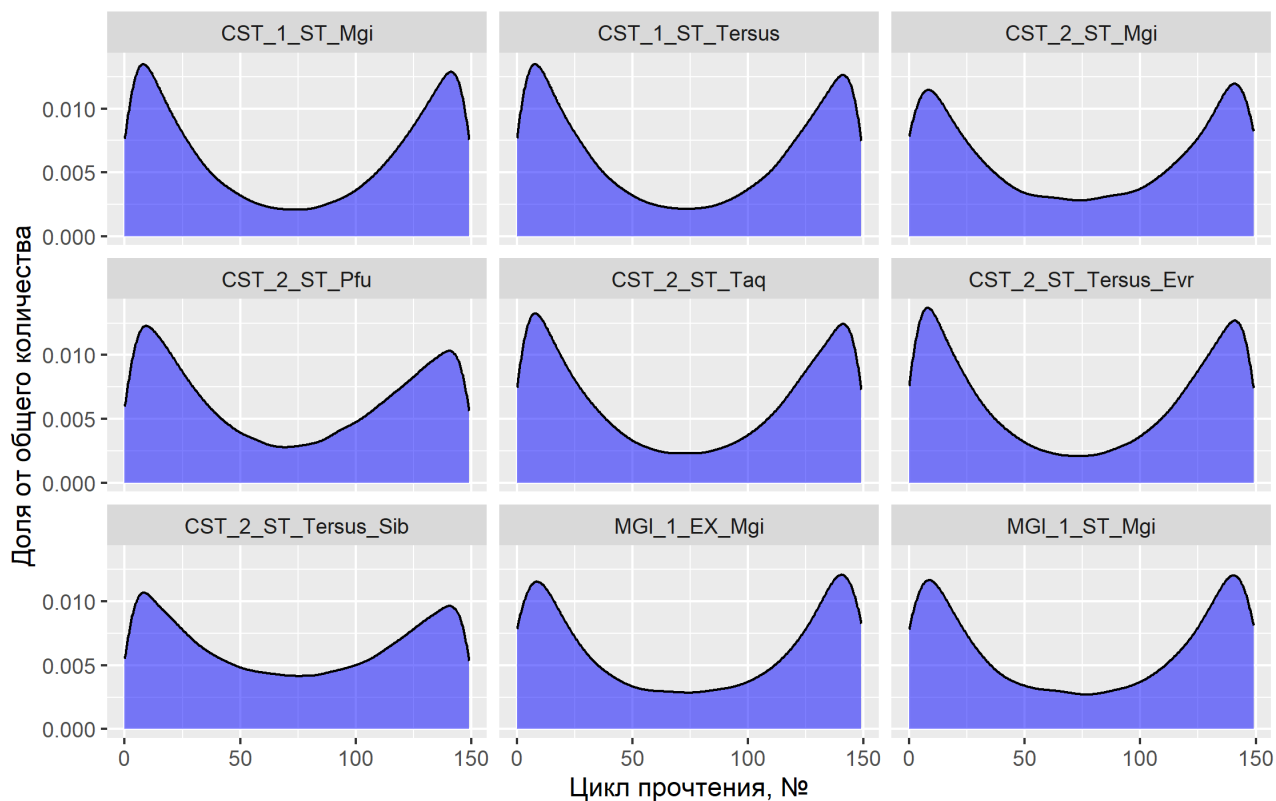 CST_1_ST_Mgi
CST_1_ST_Tersus
CST_2_ST_Mgi
0.010
0.005
0.000
CST_2_ST_Pfu
CST_2_ST_Taq
CST_2_ST_Tersus_Evr
0.010
0.005
0.000
CST_2_ST_Tersus_Sib
MGI_1_EX_Mgi
MGI_1_ST_Mgi
0.010
0.005
0.000
0 50 100 150
0 50 100 150
0 50 100 150
Доля от общего количества
Цикл прочтения, №